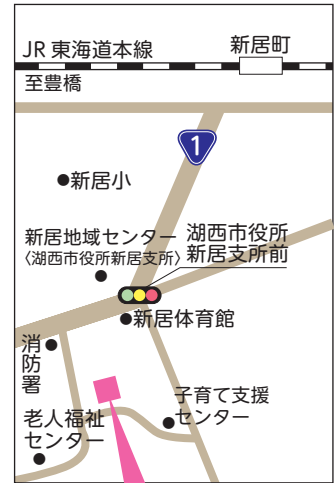 JR東海道本線
新居町
至豊橋
1
新居小
新居地域センター
〈湖西市役所新居支所〉
湖西市役所
新居支所前
新居体育館
消防署
子育て支援
センター
老人福祉
センター